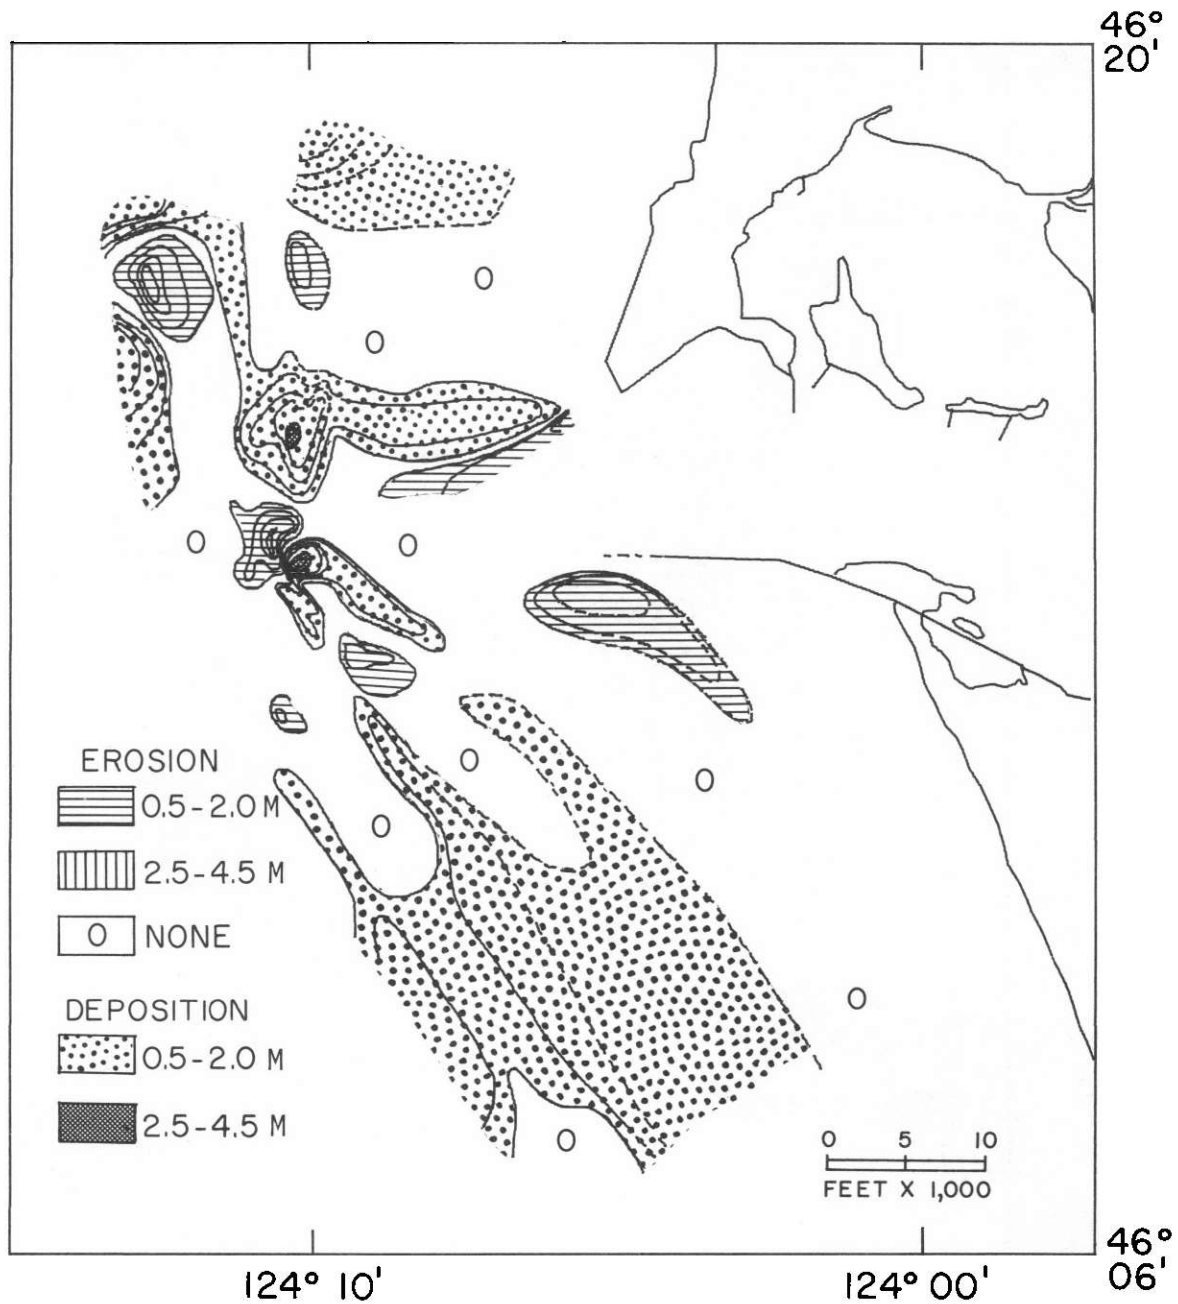 46°
20'
O
O
O
O
O
O
EROSION
0.5-2.0 M
O
2.5-4.5 M
O NONE
DEPOSITION
O
0.5-2.0 M
2.5-4.5 M
O
0 5 10
FEET X 1,000
46°
06'
124° 10' 124° 00'